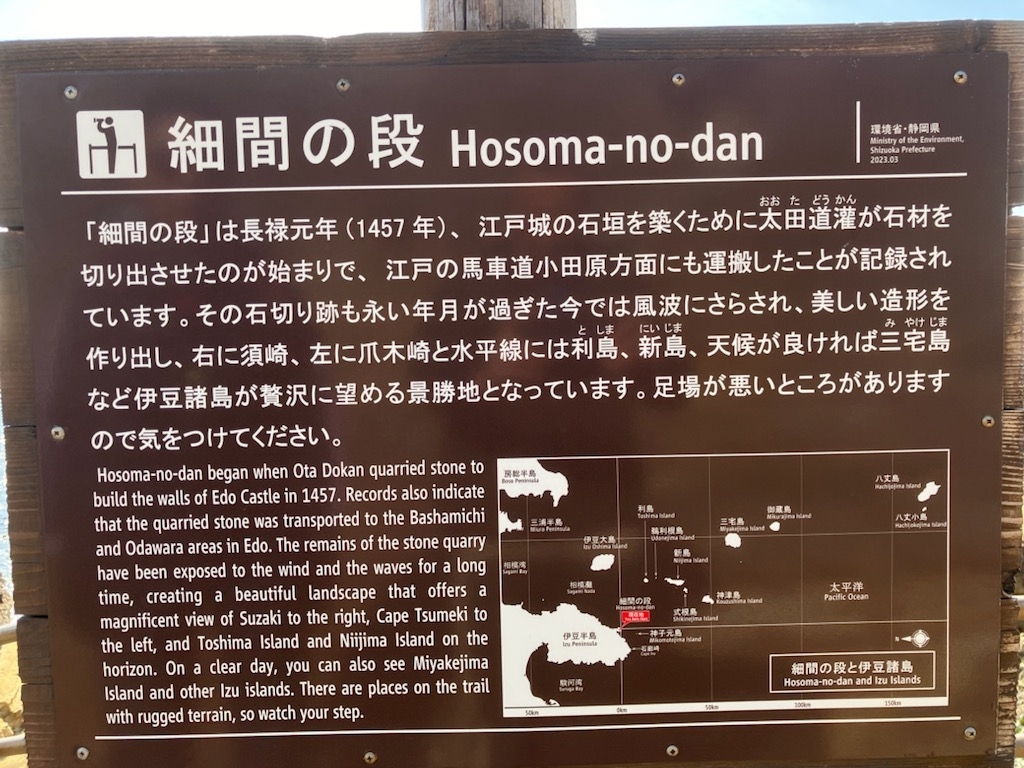 細間の段 Hosoma-no-dan
環境省・静岡県
Ministry of the Environment,
Shizuoka Prefecture
2023.03
「細間の段」は長禄元年（1457 年）、江戸城の石垣を築くために太田道灌が石材を
おお た どう かん
切り出させたのが始まりで、江戸の馬車道小田原方面にも運搬したことが記録され
ています。その石切り跡も永い年月が過ぎた今では風波にさらされ、美しい造形を
作り出し、右に須崎、左に爪木崎と水平線には利島、新島、天候が良ければ三宅島
と しま にい じま み やけ じま
など伊豆諸島が贅沢に望める景勝地となっています。足場が悪いところがあります
ので気をつけてください。
Hosoma-no-dan began when Ota Dokan quarried stone to
build the walls of Edo Castle in 1457. Records also indicate
that the quarried stone was transported to the Bashamichi
and Odawara areas in Edo. The remains of the stone quarry
have been exposed to the wind and the waves for a long
time, creating a beautiful landscape that offers a
magnificent view of Suzaki to the right, Cape Tsumeki to
the left, and Toshima Island and Niijima Island on the
horizon. On a clear day, you can also see Miyakejima
Island and other Izu islands. There are places on the trail
with rugged terrain, so watch your step.
房総半島
Boso Peninsula
三浦半島
Miura Peninsula
相模湾
Sagami Bay
伊豆大島
Izu Oshima Island
相模灘
Sagami Nada
利島
Toshima Island
鵜利根島
Udonejima Island
新島
Niijima Island
三宅島
Miyakejima Island
御蔵島
Mikurajima Island
八丈島
Hachijojima Island
八丈小島
Hachijokojima Island
細間の段
Hosoma-no-dan
現在地
神津島
Kouzushima Island
式根島
Shikinejima Island
太平洋
Pacific Ocean
伊豆半島
Izu Peninsula
神子元島
Mikomotojima Island
石廊崎
Cape Iro
駿河湾
Suruga Bay
N
細間の段と伊豆諸島
Hosoma-no-dan and Izu Islands
50km 0km 50km 100km 150km